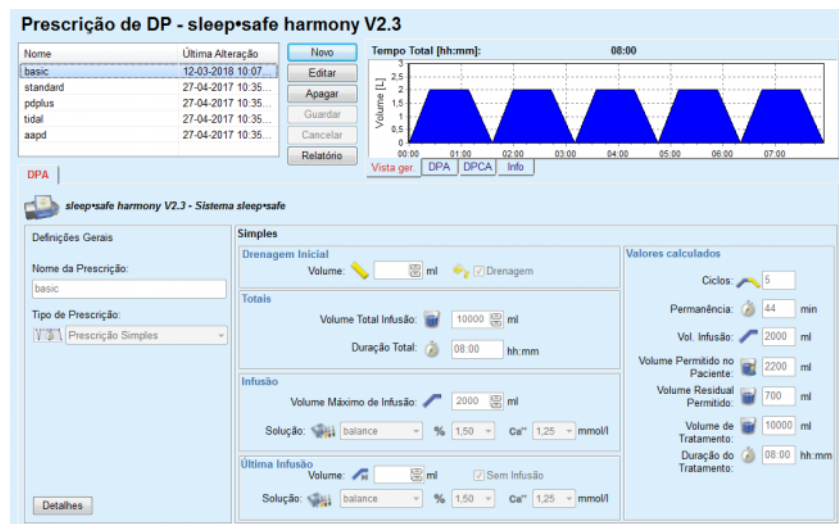 Prescrição de DP - sleep•safe harmony V2.3
Nome Última Alteração
basic 12-03-2018 10:07...
standard 27-04-2017 10:35...
pdplus 27-04-2017 10:35...
tidal 27-04-2017 10:35...
aapd 27-04-2017 10:35...
Novo
Editar
Apagar
Guardar
Cancelar
Relatório
Tempo Total [hh:mm]: 08:00
Volume [L]
3
2,5
2
1,5
1
0,5
0
00:00 01:00 02:00 03:00 04:00 05:00 06:00 07:00
Vista ger. DPA DPCA Info
DPA
sleep•safe harmony V2.3 - Sistema sleep•safe
Definições Gerais
Nome da Prescrição:
basic
Tipo de Prescrição:
Prescrição Simples
Detalhes
Simples
Drenagem Inicial
Volume: ml Drenagem
Totais
Volume Total Infusão: 10000 ml
Duração Total: 08:00 hh:mm
Infusão
Volume Máximo de Infusão: 2000 ml
Solução: balance % 1,50 Ca⁺⁺ 1,25 mmol/l
Última Infusão
Volume: ml Sem Infusão
Solução: balance % 1,50 Ca⁺⁺ 1,25 mmol/l
Valores calculados
Ciclos: 5
Permanência: 44 min
Vol. Infusão: 2000 ml
Volume Permitido no
Paciente: 2200 ml
Volume Residual
Permitido: 700 ml
Volume de
Tratamento: 10000 ml
Duração do
Tratamento: 08:00 hh:mm